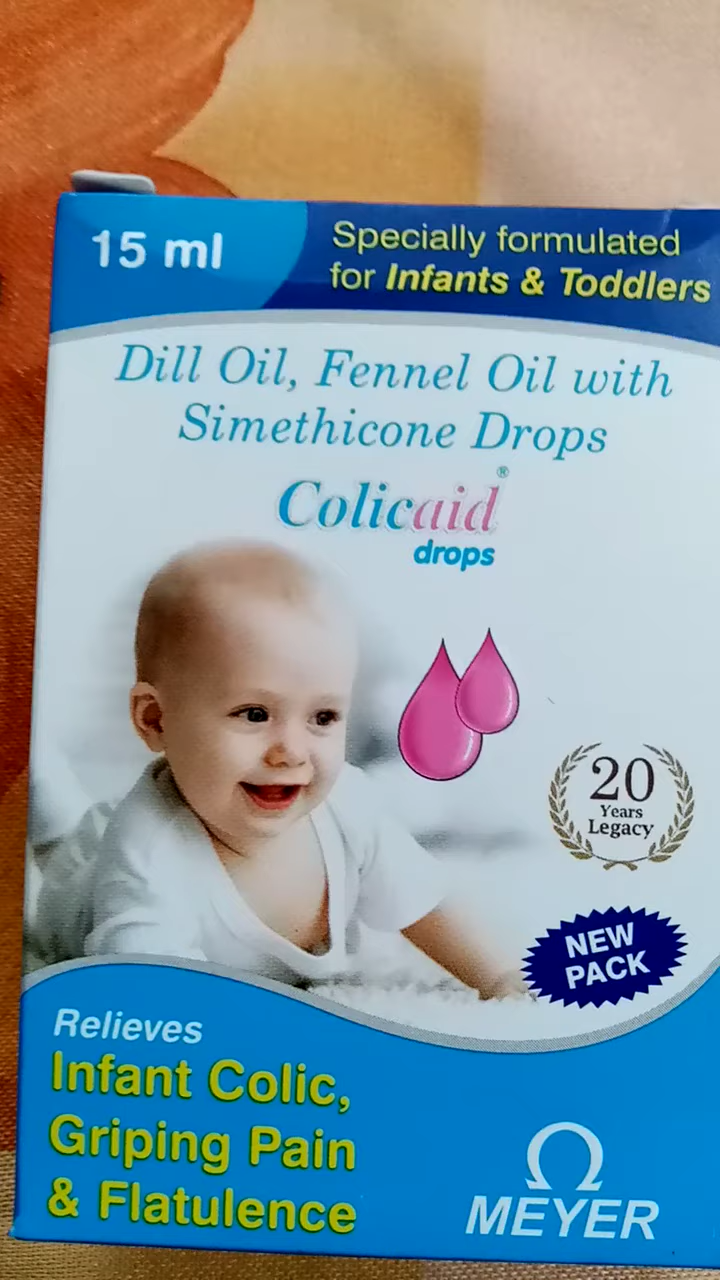 15 ml
Specially formulated
for Infants & Toddlers
Dill Oil, Fennel Oil with
Simethicone Drops
Colicaid®
drops
20
Years
Legacy
NEW
PACK
Relieves
Infant Colic,
Griping Pain
& Flatulence
MEYER